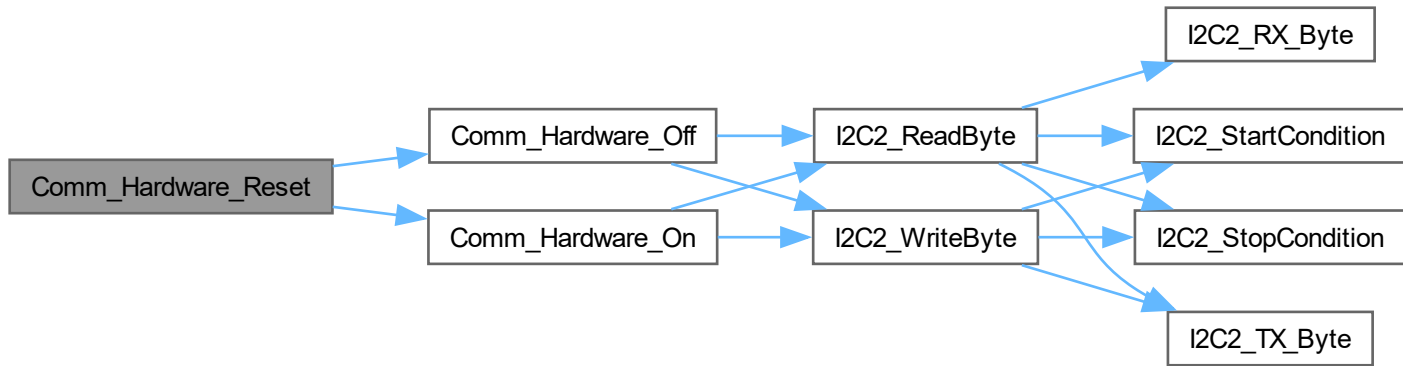 Comm_Hardware_Reset
Comm_Hardware_Off
Comm_Hardware_On
I2C2_ReadByte
I2C2_WriteByte
I2C2_RX_Byte
I2C2_StartCondition
I2C2_StopCondition
I2C2_TX_Byte